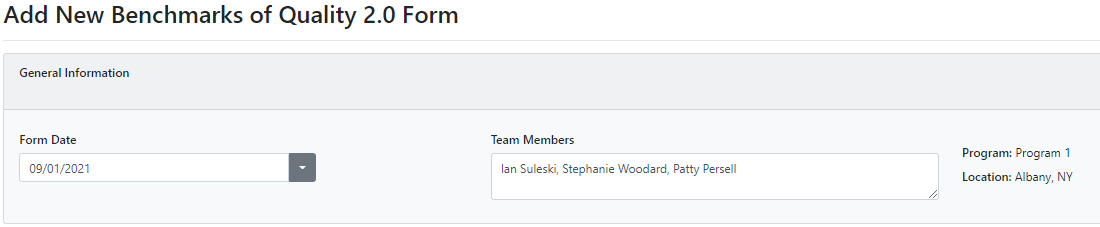 Add New Benchmarks of Quality 2.0 Form
General Information
Form Date
09/01/2021
Team Members
Ian Suleski, Stephanie Woodard, Patty Persell
Program: Program 1
Location: Albany, NY